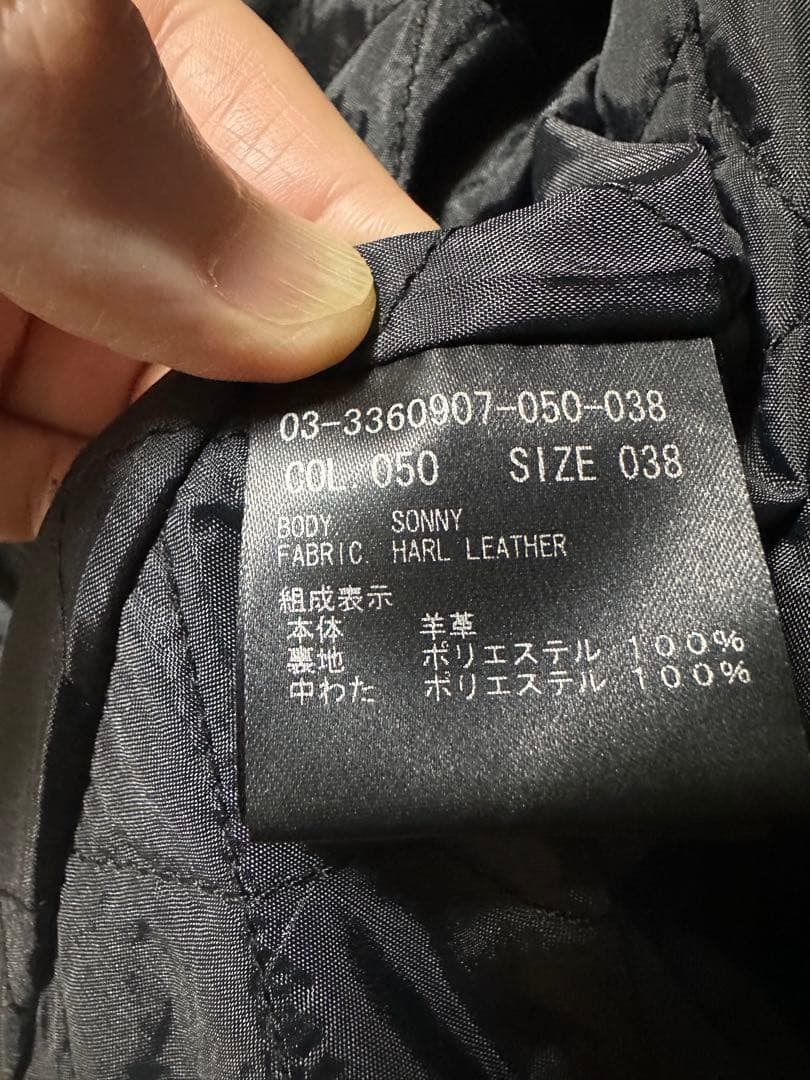 03-3360907-050-038
COL. 050 SIZE 038
BODY SONNY
FABRIC. HARL LEATHER
組成表示
本体 羊革
裏地 ポリエステル 100%
中わた ポリエステル 100%